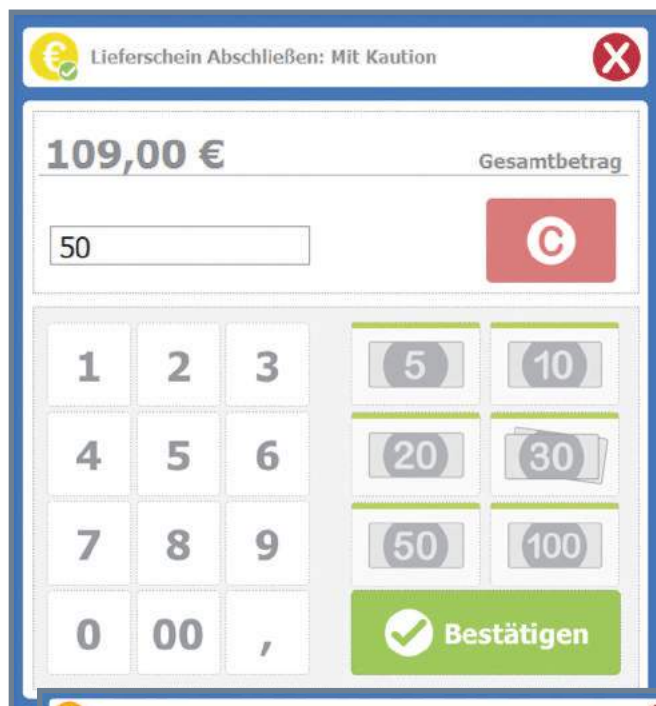 € Lieferschein Abschließen: Mit Kaution X
109,00 € Gesamtbetrag
50 C
1 2 3 5 10
4 5 6 20 30
7 8 9 50 100
0 00 , Bestätigen